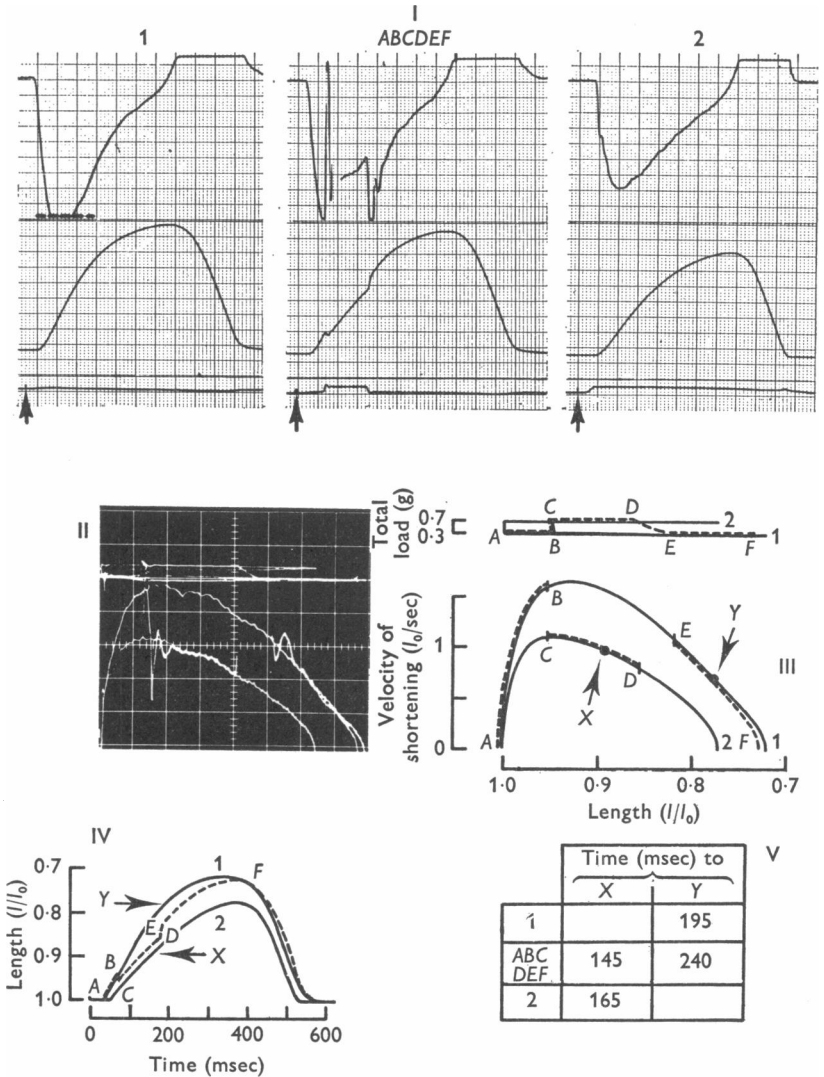 I
1 ABCDEF 2
II
Total load (g)
0·7
0·3
A B C D E F 2 1
Velocity of shortening (l₀/sec)
1
0
A B C D E F X Y 2 1
III
1·0 0·9 0·8 0·7
Length (l/l₀)
IV
0·7
0·8
0·9
1·0
Length (l/l₀)
A B C D E F X Y 1 2
0 200 400 600
Time (msec)
V
Time (msec) to
X Y
1 195
ABC
DEF 145 240
2 165